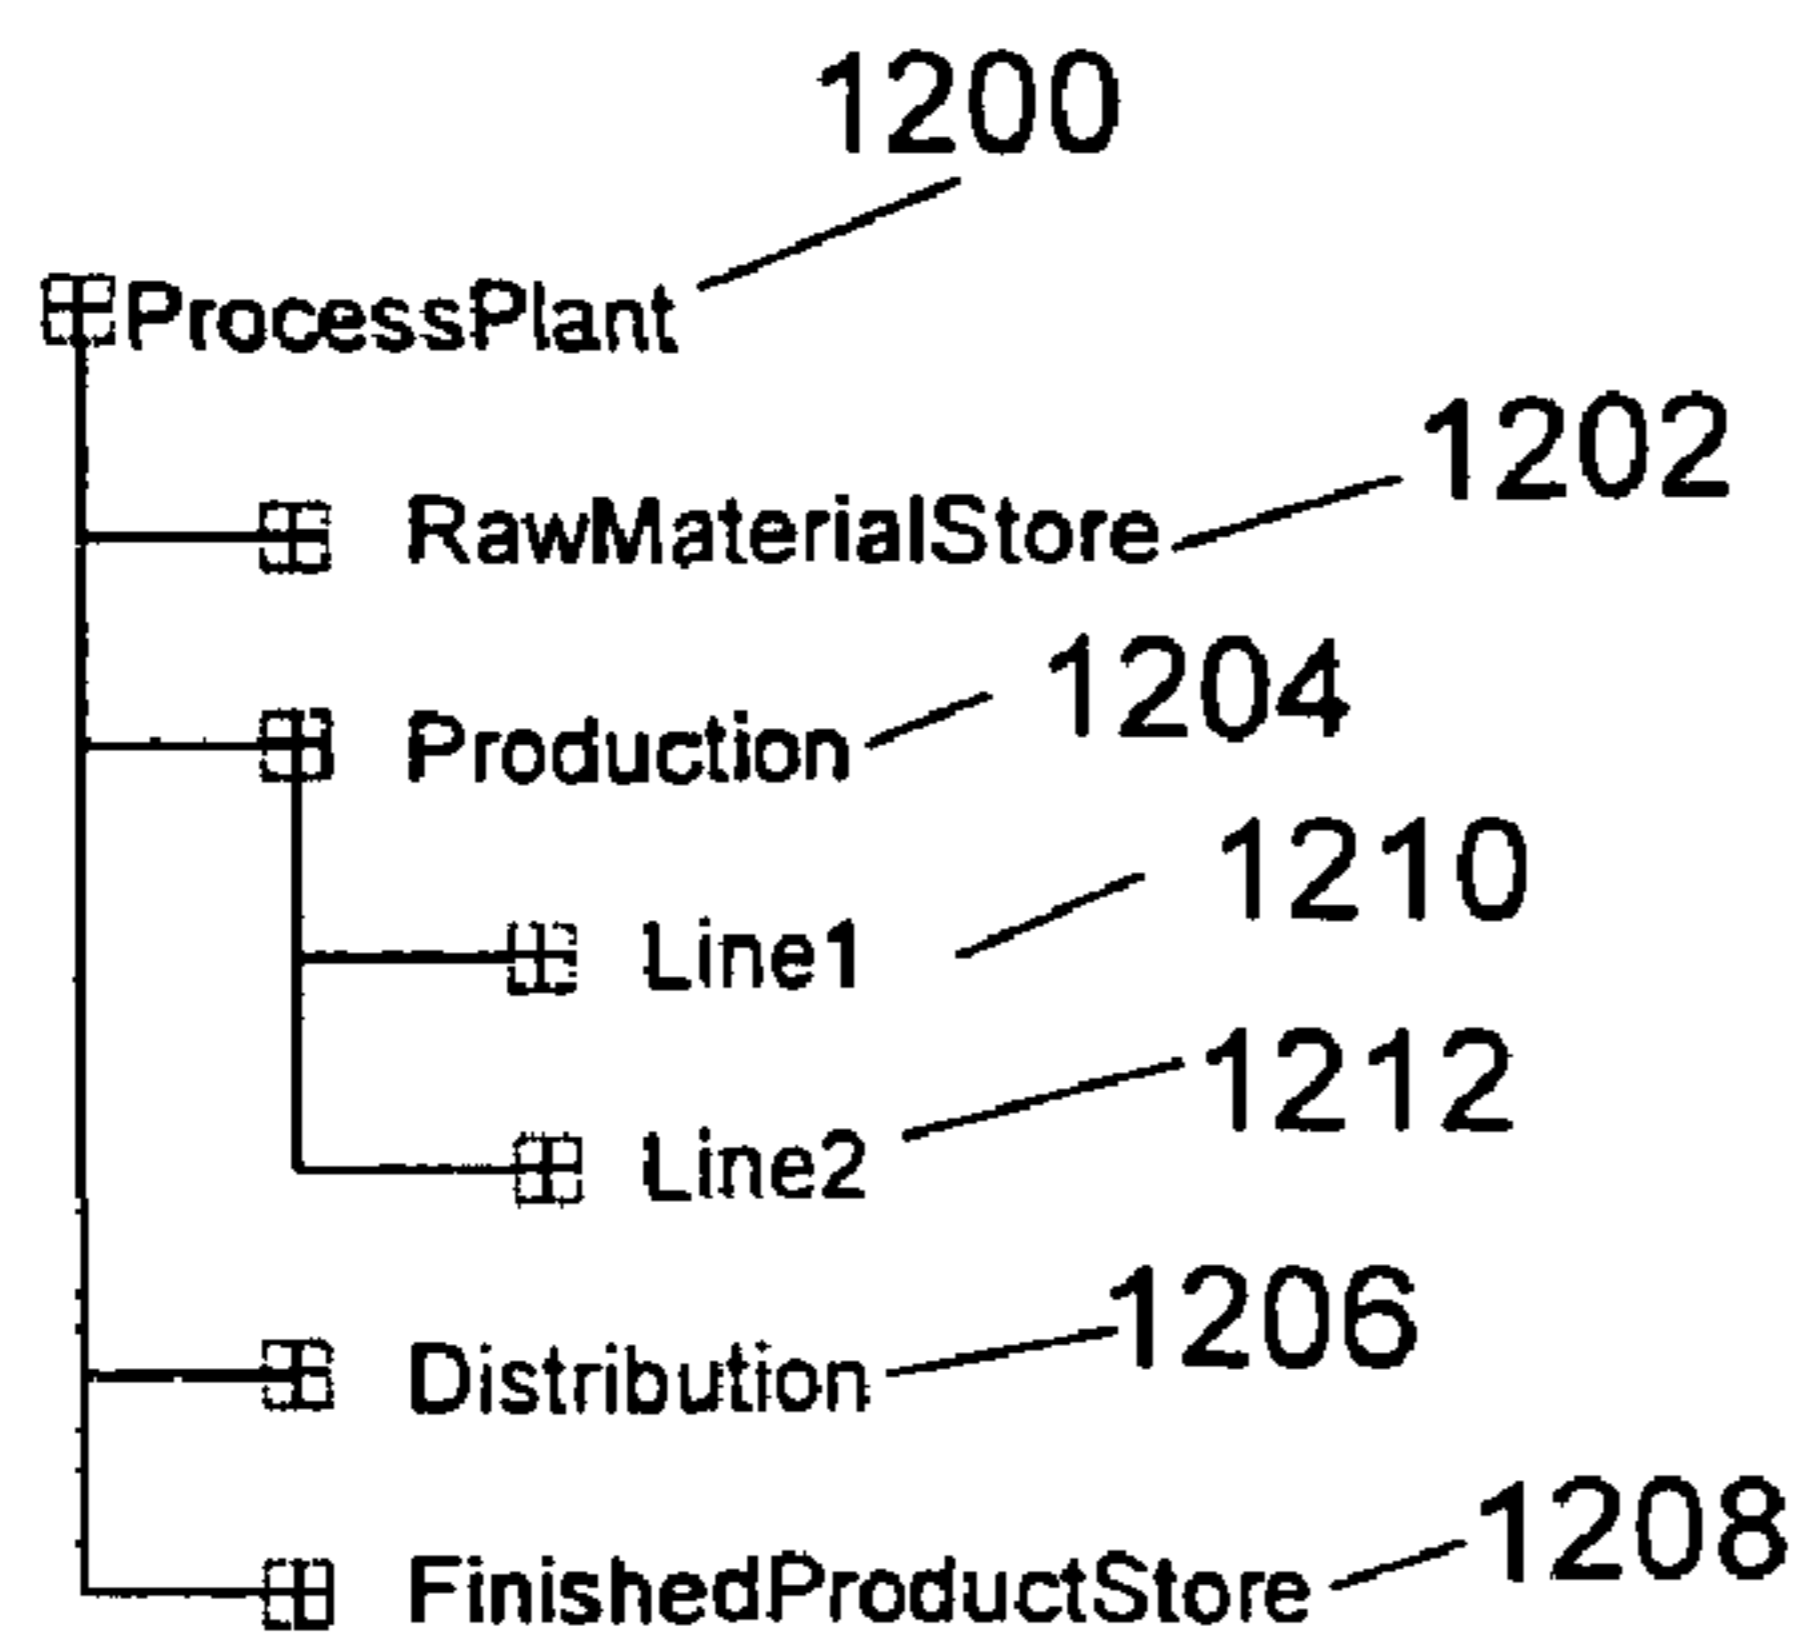 1200
ProcessPlant
1202
RawMaterialStore
1204
Production
1210
Line1
1212
Line2
1206
Distribution
1208
FinishedProductStore